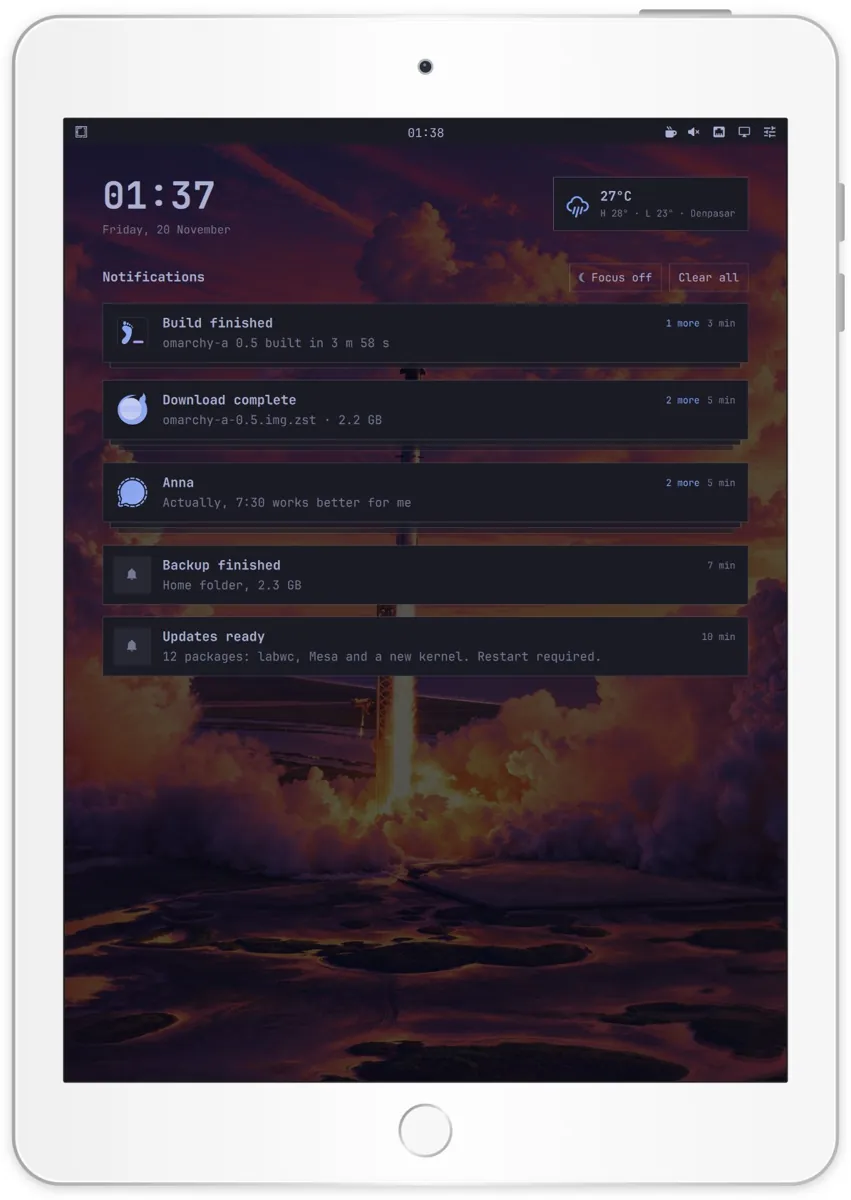 01:38
01:37
Friday, 20 November
27°C
H 28° · L 23° · Denpasar
Notifications
Focus off
Clear all
Build finished
1 more 3 min
omarchy-a 0.5 built in 3 m 58 s
Download complete
2 more 5 min
omarchy-a-0.5.img.zst · 2.2 GB
Anna
2 more 5 min
Actually, 7:30 works better for me
Backup finished
7 min
Home folder, 2.3 GB
Updates ready
10 min
12 packages: labwc, Mesa and a new kernel. Restart required.